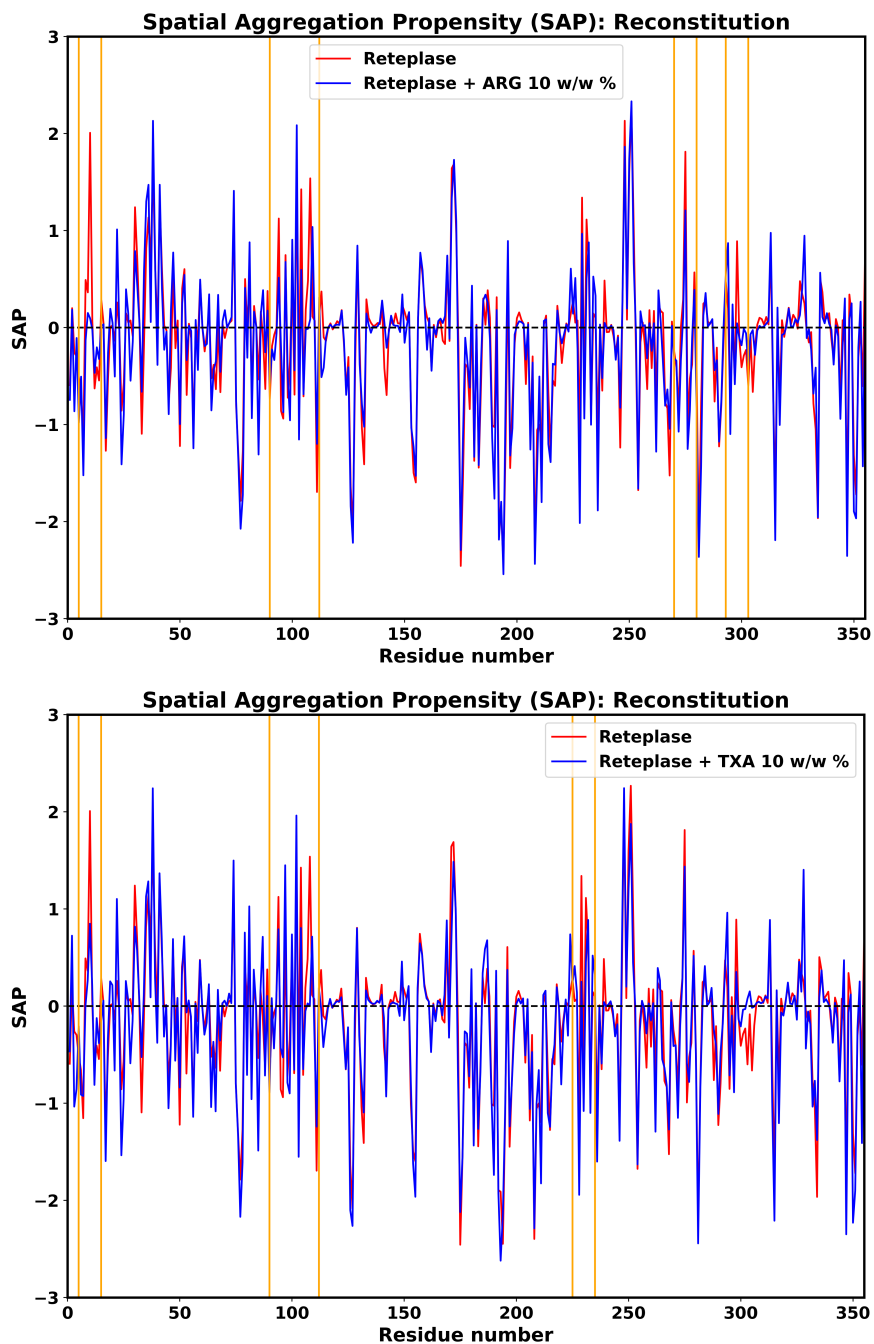 Spatial Aggregation Propensity (SAP): Reconstitution
3
Reteplase
Reteplase + ARG 10 w/w %
2
1
SAP
0
−1
−2
−3
0 50 100 150 200 250 300 350
Residue number
Spatial Aggregation Propensity (SAP): Reconstitution
3
Reteplase
Reteplase + TXA 10 w/w %
2
1
SAP
0
−1
−2
−3
0 50 100 150 200 250 300 350
Residue number